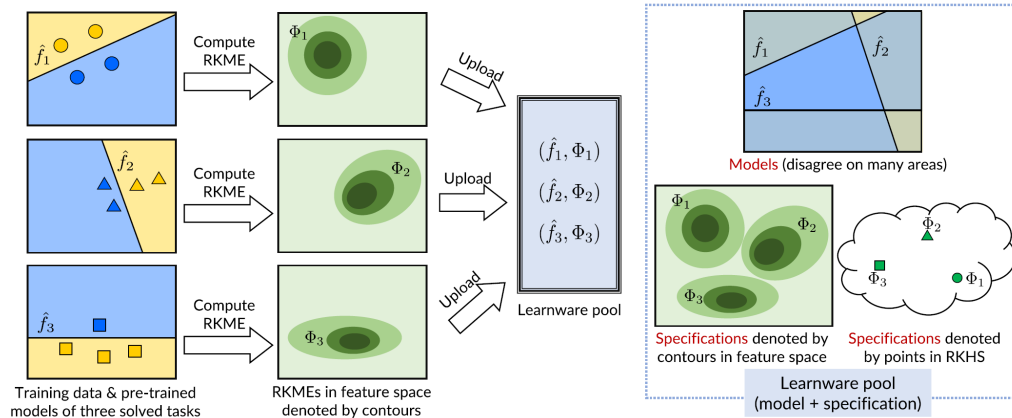 f̂₁
Compute
RKME
Φ₁
Upload
f̂₂
Compute
RKME
Φ₂
Upload
f̂₃
Compute
RKME
Φ₃
Upload
(f̂₁, Φ₁)
(f̂₂, Φ₂)
(f̂₃, Φ₃)
Learnware pool
Training data & pre-trained
models of three solved tasks
RKMEs in feature space
denoted by contours
f̂₁
f̂₂
f̂₃
Models (disagree on many areas)
Φ₁
Φ₂
Φ₃
Specifications denoted by
contours in feature space
Φ₂
Φ₃
Φ₁
Specifications denoted
by points in RKHS
Learnware pool
(model + specification)